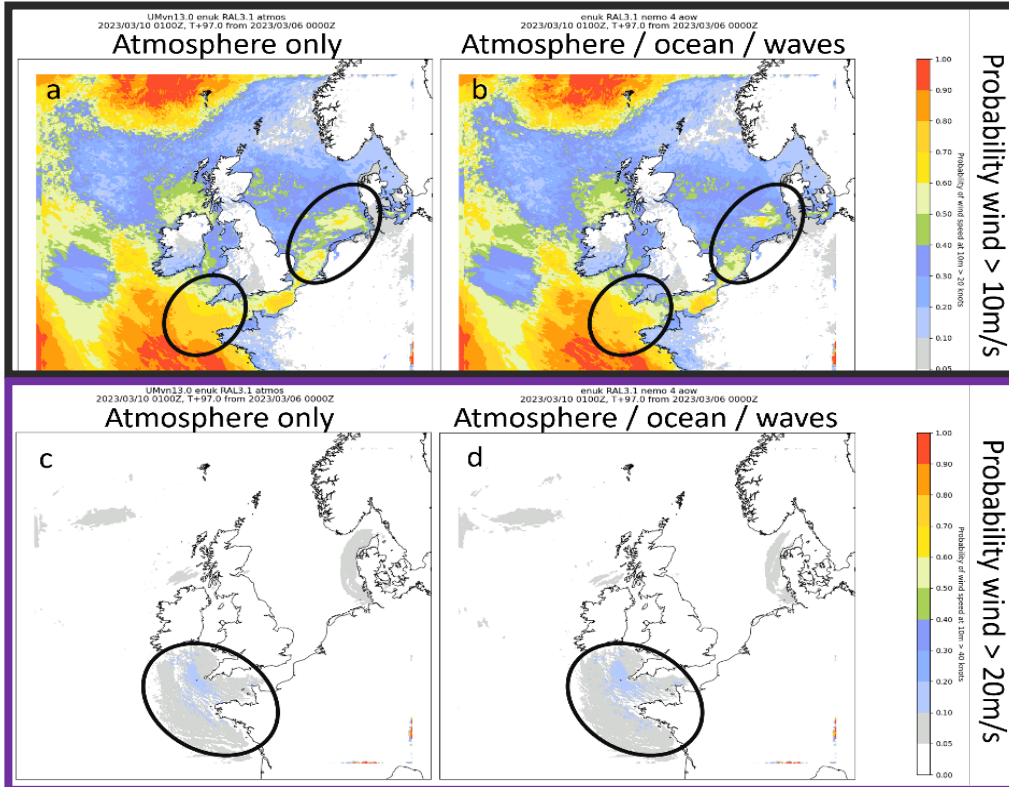 UMvn13.0 enuk RAL3.1 atmos
2023/03/10 0100Z, T+97.0 from 2023/03/06 0000Z
Atmosphere only
a
enuk RAL3.1 nemo 4 aow
2023/03/10 0100Z, T+97.0 from 2023/03/06 0000Z
Atmosphere / ocean / waves
b
1.00
0.90
0.80
0.70
0.60
0.50
0.40
0.30
0.20
0.10
0.05
Probability of wind speed at 10m > 20 knots
Probability wind > 10m/s
UMvn13.0 enuk RAL3.1 atmos
2023/03/10 0100Z, T+97.0 from 2023/03/06 0000Z
Atmosphere only
c
enuk RAL3.1 nemo 4 aow
2023/03/10 0100Z, T+97.0 from 2023/03/06 0000Z
Atmosphere / ocean / waves
d
1.00
0.90
0.80
0.70
0.60
0.50
0.40
0.30
0.20
0.10
0.05
0.00
Probability of wind speed at 10m > 40 knots
Probability wind > 20m/s